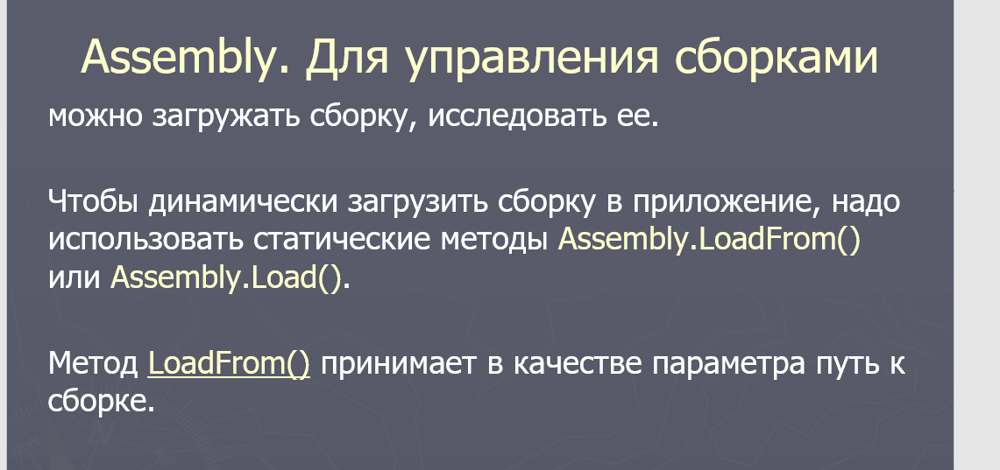 Assembly. Для управления сборками
можно загружать сборку, исследовать ее.
Чтобы динамически загрузить сборку в приложение, надо
использовать статические методы Assembly.LoadFrom()
или Assembly.Load().
Метод LoadFrom() принимает в качестве параметра путь к
сборке.